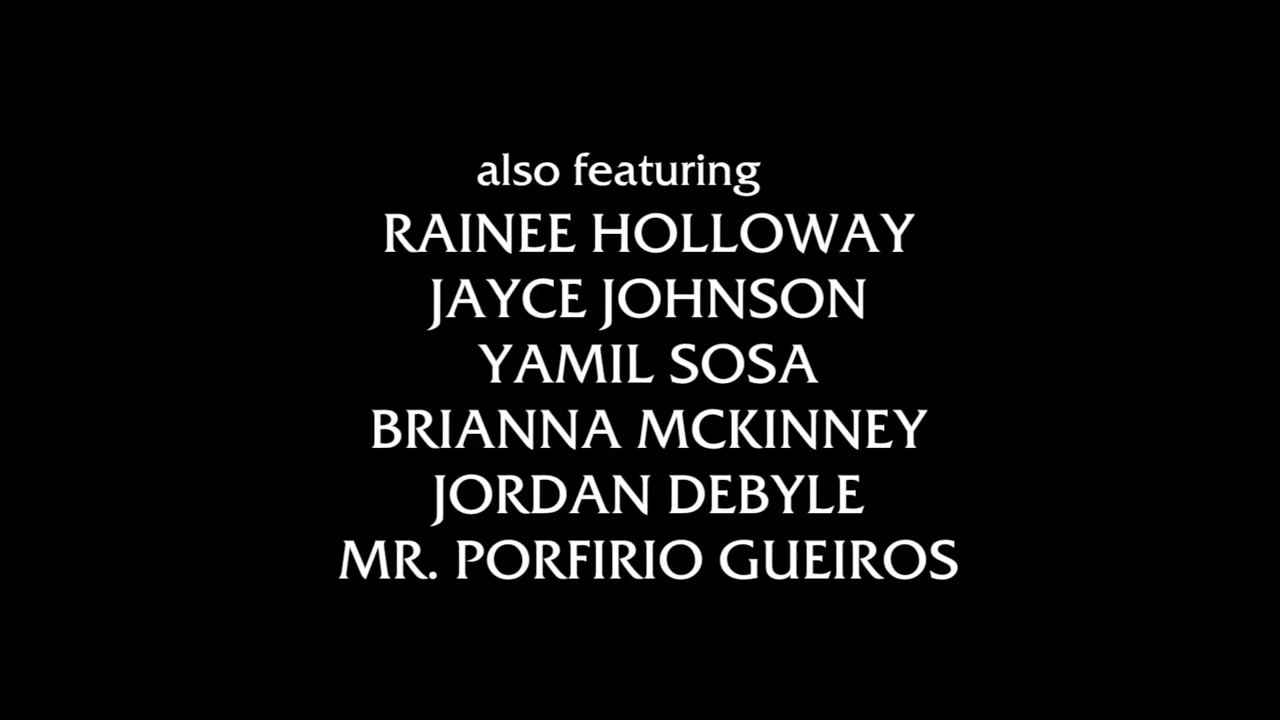 also featuring
RAINEE HOLLOWAY
JAYCE JOHNSON
YAMIL SOSA
BRIANNA MCKINNEY
JORDAN DEBYLE
MR. PORFIRIO GUEIROS